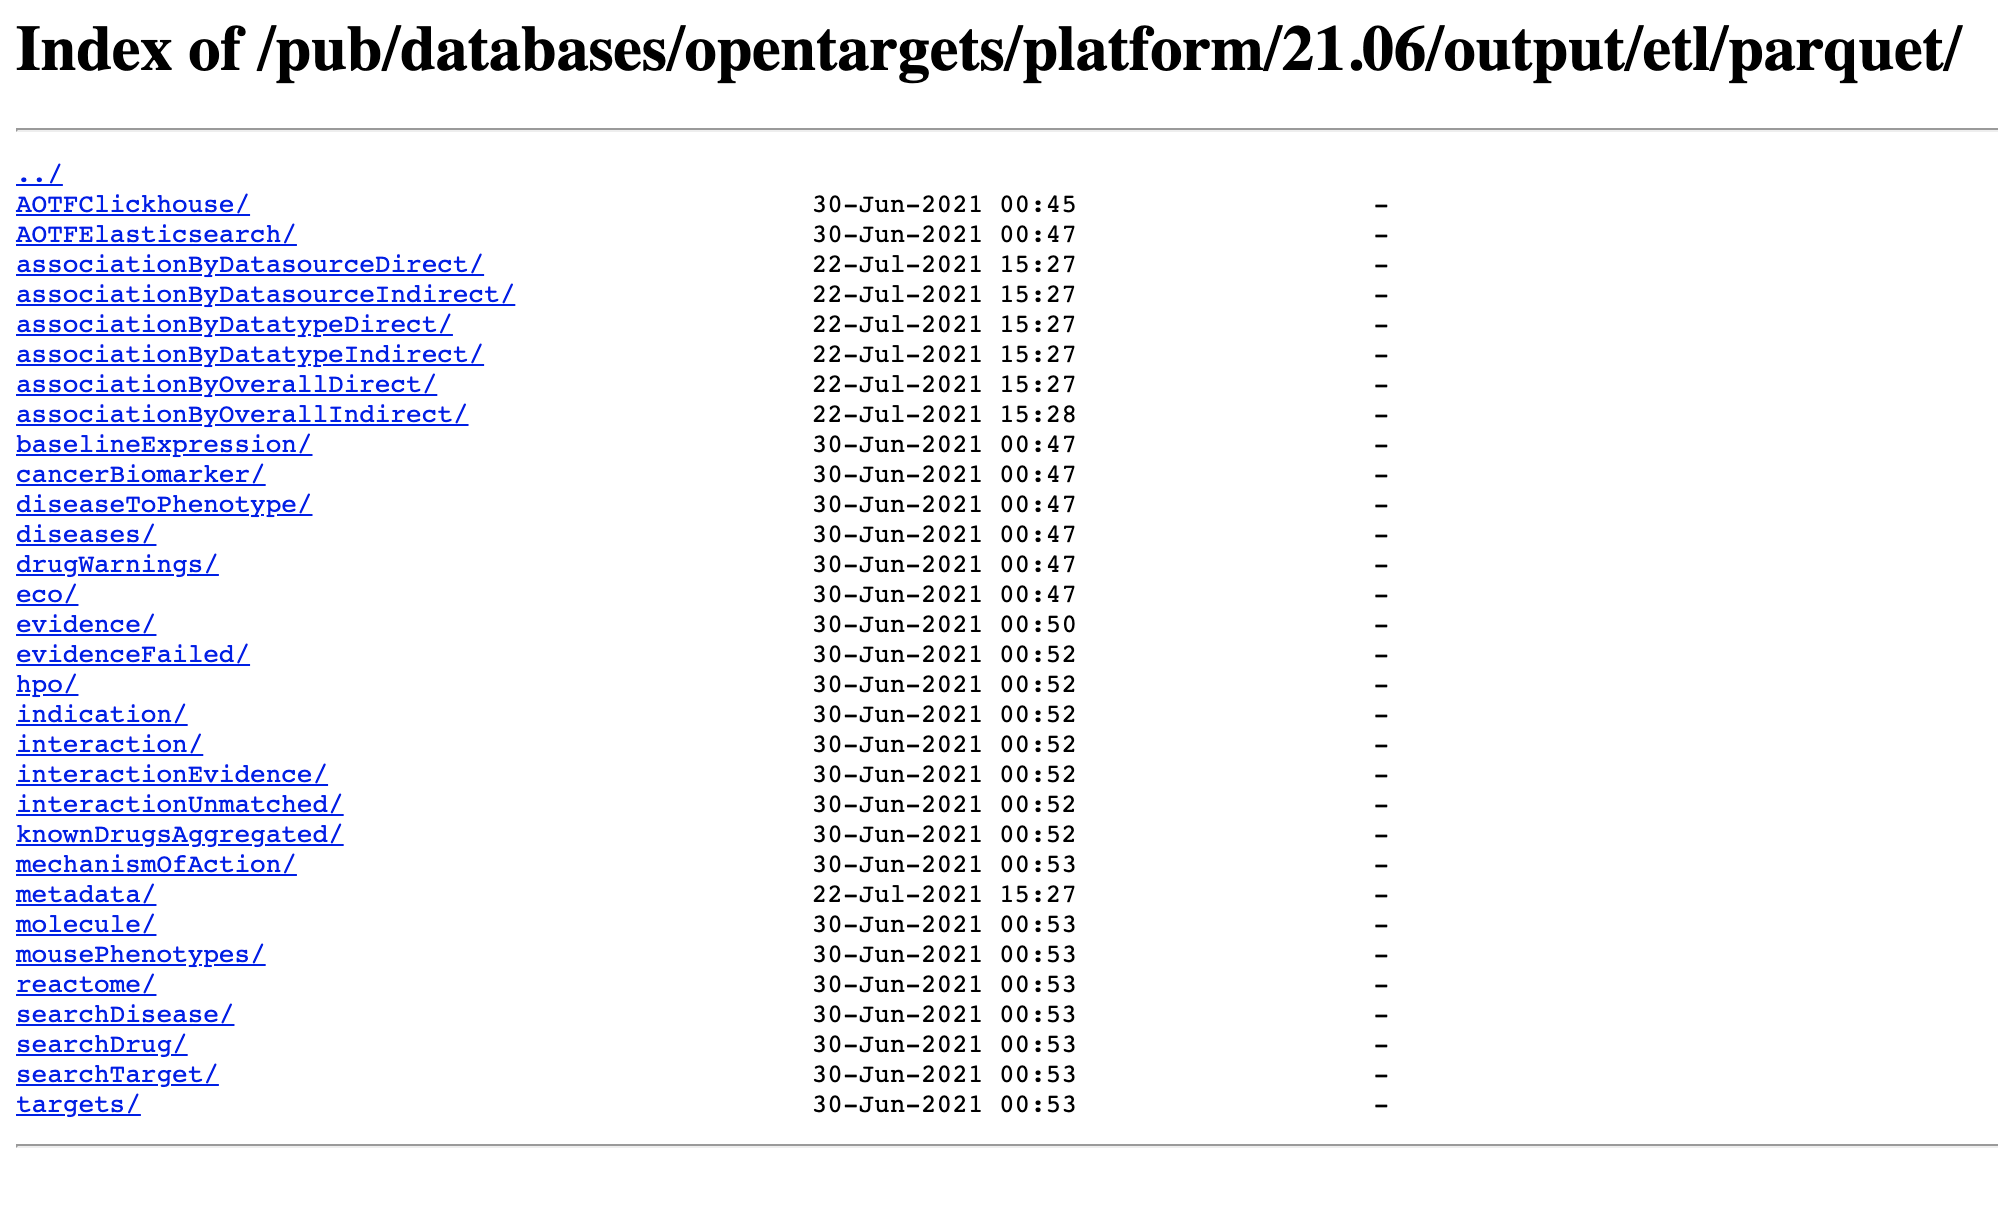 Index of /pub/databases/opentargets/platform/21.06/output/etl/parquet/
../
AOTFClickhouse/ 30-Jun-2021 00:45 -
AOTFElasticsearch/ 30-Jun-2021 00:47 -
associationByDatasourceDirect/ 22-Jul-2021 15:27 -
associationByDatasourceIndirect/ 22-Jul-2021 15:27 -
associationByDatatypeDirect/ 22-Jul-2021 15:27 -
associationByDatatypeIndirect/ 22-Jul-2021 15:27 -
associationByOverallDirect/ 22-Jul-2021 15:27 -
associationByOverallIndirect/ 22-Jul-2021 15:28 -
baselineExpression/ 30-Jun-2021 00:47 -
cancerBiomarker/ 30-Jun-2021 00:47 -
diseaseToPhenotype/ 30-Jun-2021 00:47 -
diseases/ 30-Jun-2021 00:47 -
drugWarnings/ 30-Jun-2021 00:47 -
eco/ 30-Jun-2021 00:47 -
evidence/ 30-Jun-2021 00:50 -
evidenceFailed/ 30-Jun-2021 00:52 -
hpo/ 30-Jun-2021 00:52 -
indication/ 30-Jun-2021 00:52 -
interaction/ 30-Jun-2021 00:52 -
interactionEvidence/ 30-Jun-2021 00:52 -
interactionUnmatched/ 30-Jun-2021 00:52 -
knownDrugsAggregated/ 30-Jun-2021 00:52 -
mechanismOfAction/ 30-Jun-2021 00:53 -
metadata/ 22-Jul-2021 15:27 -
molecule/ 30-Jun-2021 00:53 -
mousePhenotypes/ 30-Jun-2021 00:53 -
reactome/ 30-Jun-2021 00:53 -
searchDisease/ 30-Jun-2021 00:53 -
searchDrug/ 30-Jun-2021 00:53 -
searchTarget/ 30-Jun-2021 00:53 -
targets/ 30-Jun-2021 00:53 -